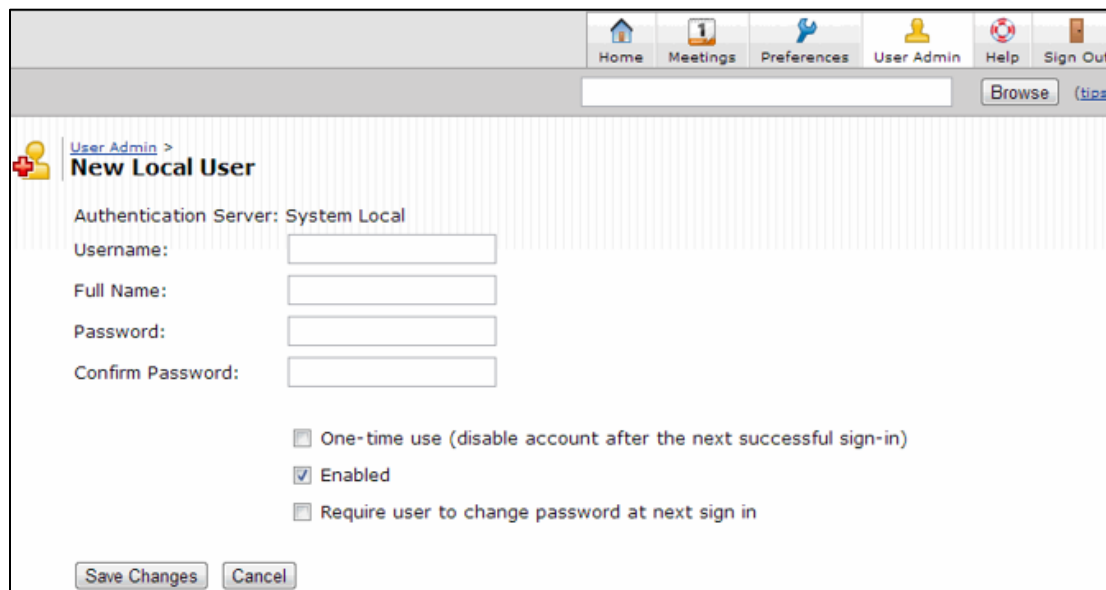 1
Home Meetings Preferences User Admin Help Sign Out
Browse (tips
User Admin >
New Local User
Authentication Server: System Local
Username:
Full Name:
Password:
Confirm Password:
One-time use (disable account after the next successful sign-in)
Enabled
Require user to change password at next sign in
Save Changes Cancel